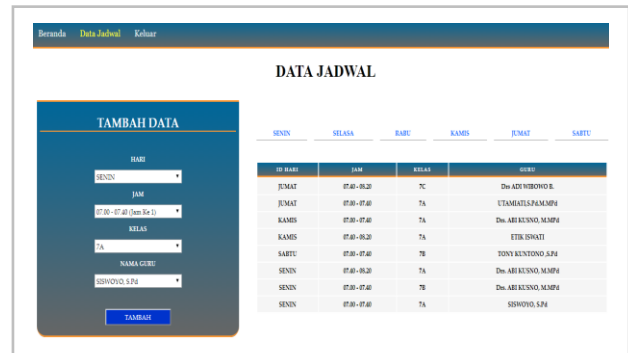 Beranda Data Jadwal Keluar
DATA JADWAL
TAMBAH DATA
HARI
SENIN
JAM
07.00 - 07.40 (Jam Ke 1)
KELAS
7A
NAMA GURU
SISWOYO, S.Pd
TAMBAH
SENIN SELASA RABU KAMIS JUMAT SABTU
ID HARI JAM KELAS GURU
JUMAT 07.40 - 08.20 7C Drs ADI WIBOWO B.
JUMAT 07.00 - 07.40 7A UTAMIATI,S.Pd,M.MPd
KAMIS 07.00 - 07.40 7A Drs. ABI KUSNO, M.MPd
KAMIS 07.40 - 08.20 7A ETIK ISWATI
SABTU 07.00 - 07.40 7B TONY KUNTONO ,S.Pd
SENIN 07.40 - 08.20 7A Drs. ABI KUSNO, M.MPd
SENIN 07.00 - 07.40 7B Drs. ABI KUSNO, M.MPd
SENIN 07.00 - 07.40 7A SISWOYO, S.Pd